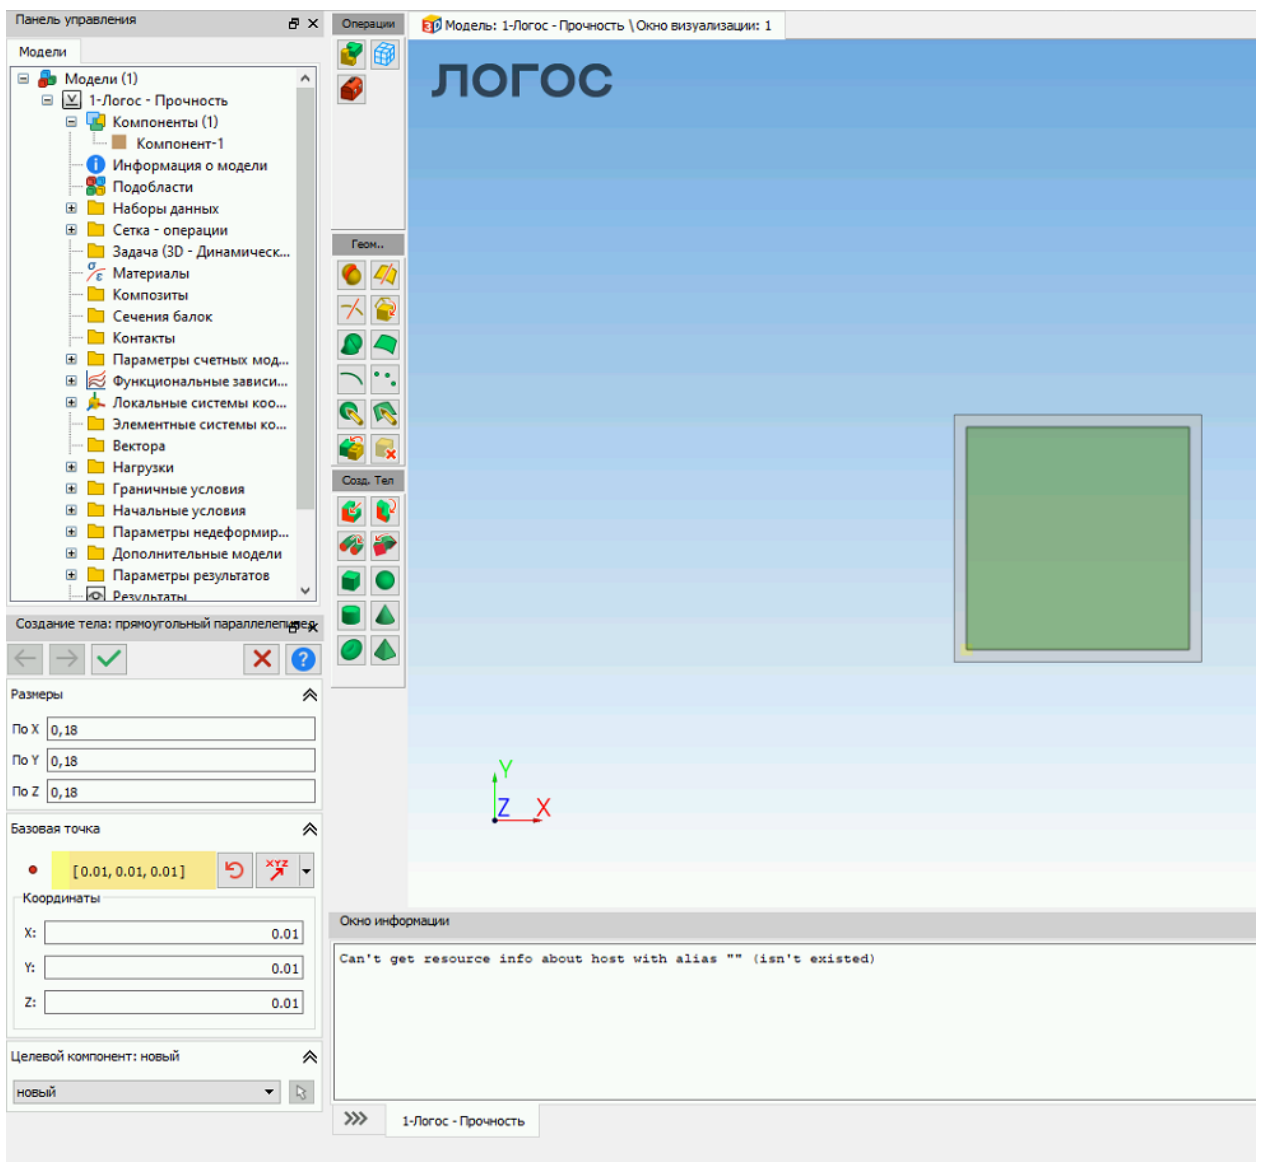 Панель управления
Модели
Модели (1)
1-Логос - Прочность
Компоненты (1)
Компонент-1
Информация о модели
Подобласти
Наборы данных
Сетка - операции
Задача (3D - Динамическ...
Материалы
Композиты
Сечения балок
Контакты
Параметры счетных мод...
Функциональные зависи...
Локальные системы коо...
Элементные системы ко...
Вектора
Нагрузки
Граничные условия
Начальные условия
Параметры недеформир...
Дополнительные модели
Параметры результатов
Результаты
Создание тела: прямоугольный параллелепипед
Размеры
По X 0,18
По Y 0,18
По Z 0,18
Базовая точка
[ 0.01, 0.01, 0.01 ]
XYZ
Координаты
X: 0.01
Y: 0.01
Z: 0.01
Целевой компонент: новый
новый
Операции
Геом..
Созд. Тел
3D Модель: 1-Логос - Прочность \ Окно визуализации: 1
ЛОГОС
Y
Z X
Окно информации
Can't get resource info about host with alias "" (isn't existed)
1-Логос - Прочность